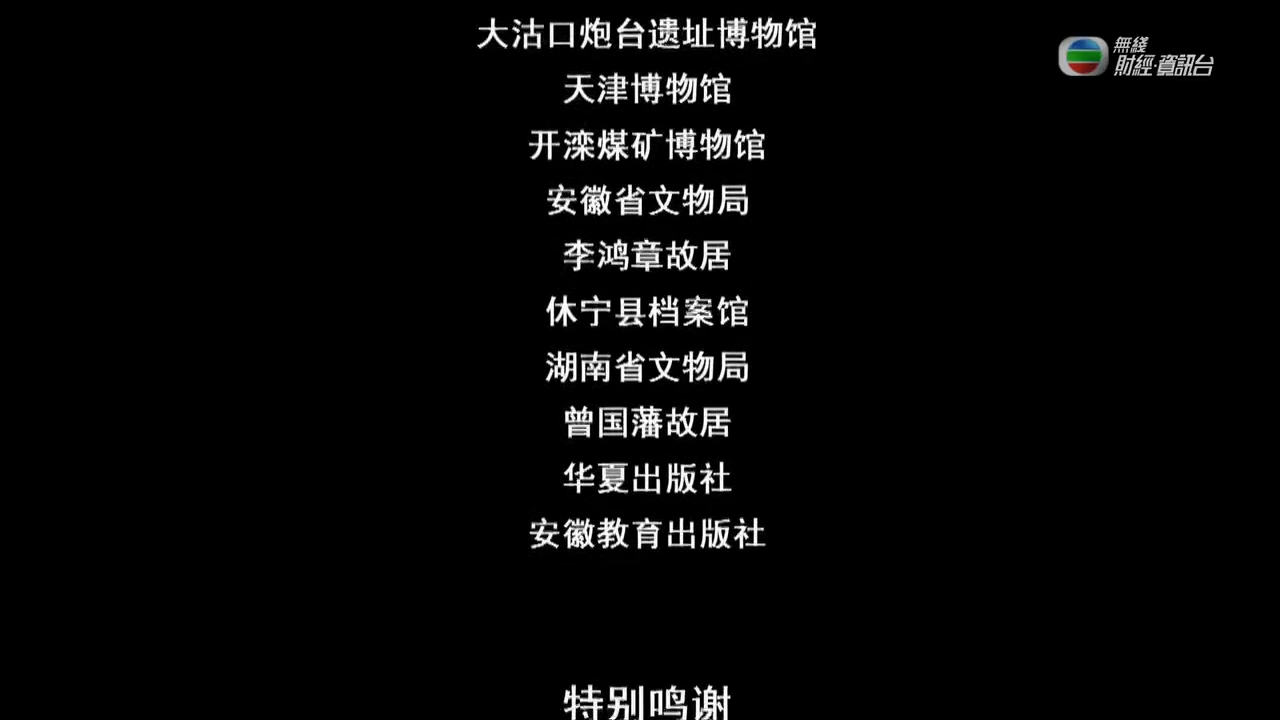 大沽口炮台遗址博物馆
無綫
財經·資訊台
天津博物馆
开滦煤矿博物馆
安徽省文物局
李鸿章故居
休宁县档案馆
湖南省文物局
曾国藩故居
华夏出版社
安徽教育出版社
特别鸣谢